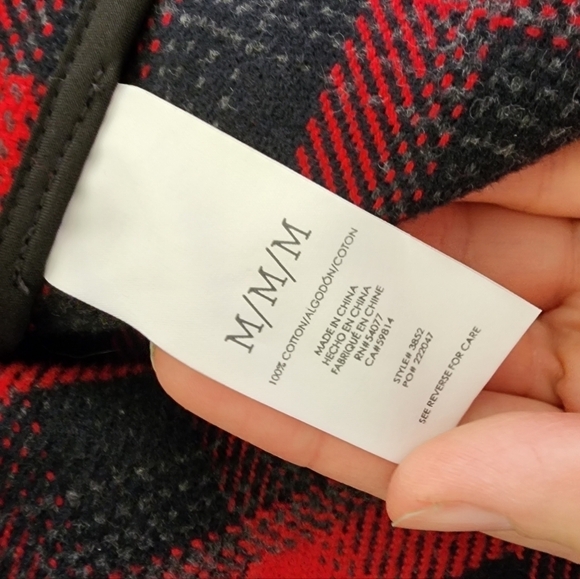 M/M/M
100% COTTON/ALGODÓN/COTON
MADE IN CHINA
HECHO EN CHINA
FABRIQUÉ EN CHINE
RN#54077
CA#59814
STYLE# 3852
PO# 222047
SEE REVERSE FOR CARE